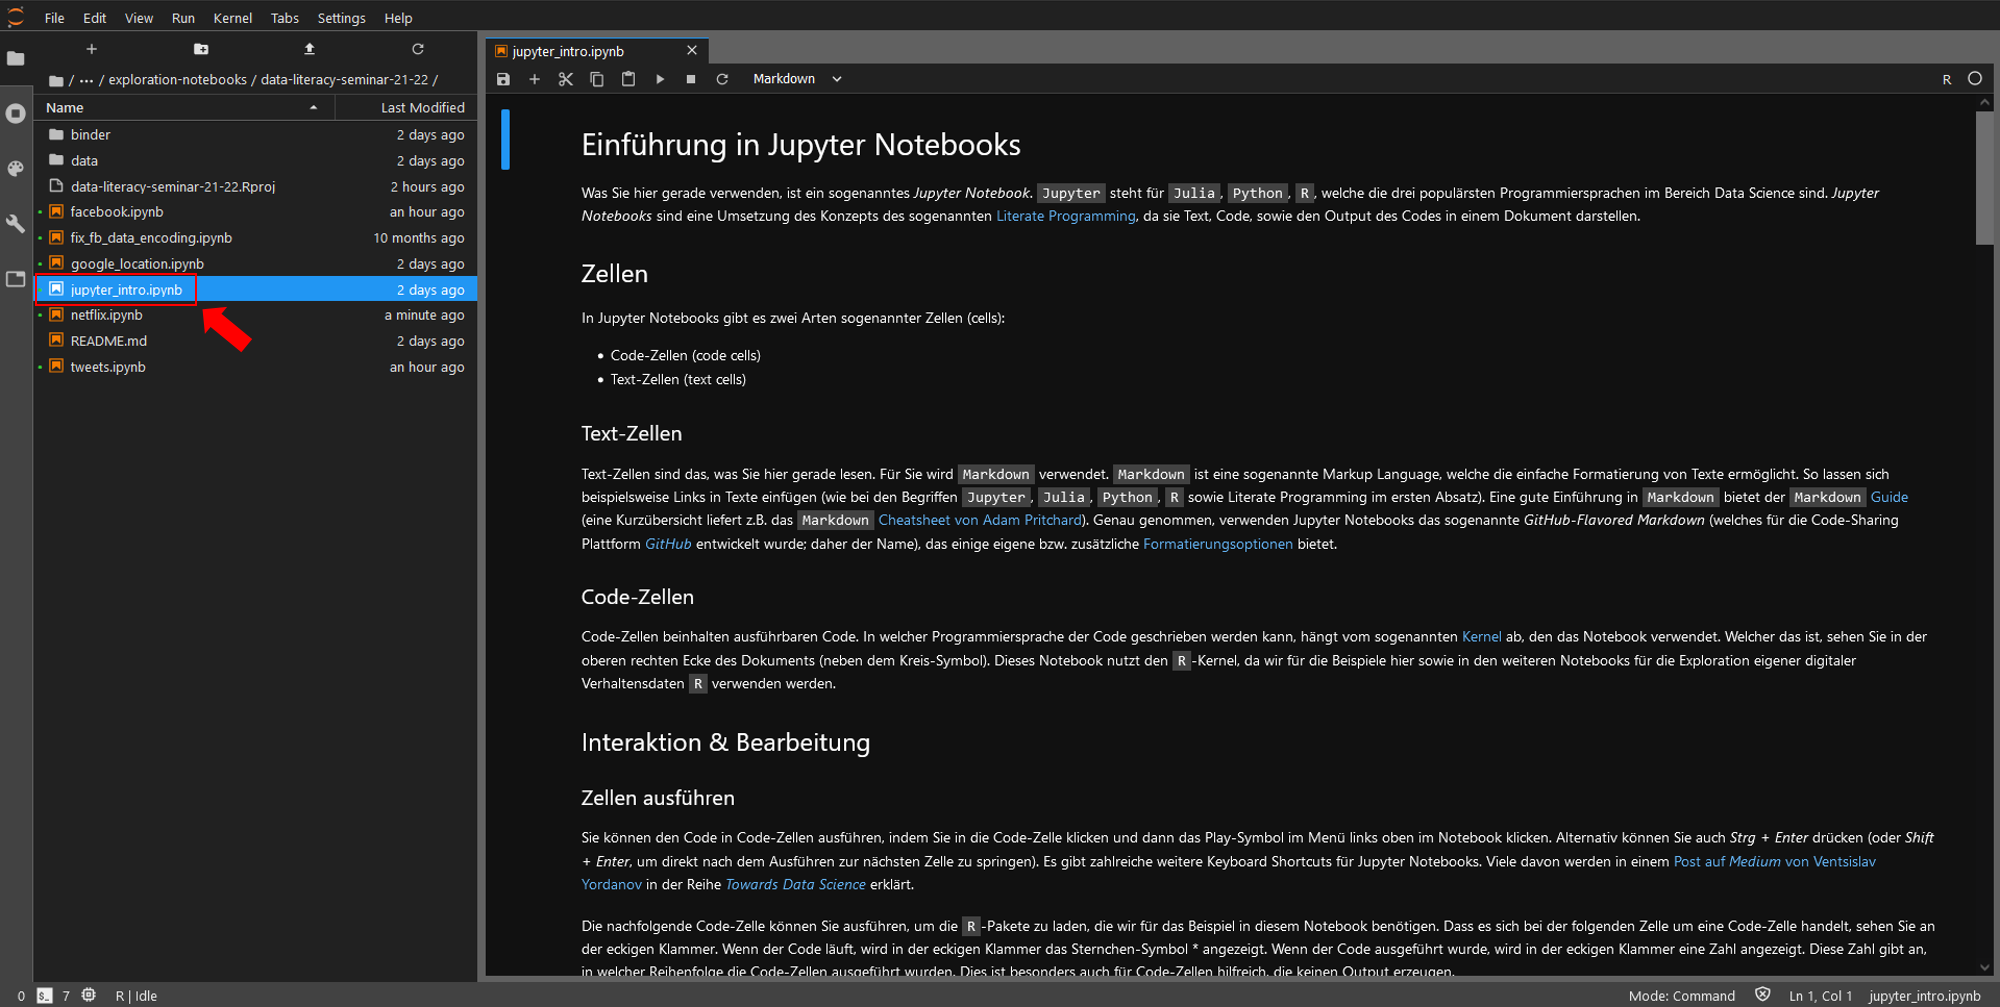 File Edit View Run Kernel Tabs Settings Help
/ ··· / exploration-notebooks / data-literacy-seminar-21-22 /
Name Last Modified
binder 2 days ago
data 2 days ago
data-literacy-seminar-21-22.Rproj 2 hours ago
facebook.ipynb an hour ago
fix_fb_data_encoding.ipynb 10 months ago
google_location.ipynb 2 days ago
jupyter_intro.ipynb 2 days ago
netflix.ipynb a minute ago
README.md 2 days ago
tweets.ipynb an hour ago
jupyter_intro.ipynb
Markdown R
Einführung in Jupyter Notebooks
Was Sie hier gerade verwenden, ist ein sogenanntes Jupyter Notebook. Jupyter steht für Julia, Python, R, welche die drei populärsten Programmiersprachen im Bereich Data Science sind. Jupyter
Notebooks sind eine Umsetzung des Konzepts des sogenannten Literate Programming, da sie Text, Code, sowie den Output des Codes in einem Dokument darstellen.
Zellen
In Jupyter Notebooks gibt es zwei Arten sogenannter Zellen (cells):
• Code-Zellen (code cells)
• Text-Zellen (text cells)
Text-Zellen
Text-Zellen sind das, was Sie hier gerade lesen. Für Sie wird Markdown verwendet. Markdown ist eine sogenannte Markup Language, welche die einfache Formatierung von Texte ermöglicht. So lassen sich
beispielsweise Links in Texte einfügen (wie bei den Begriffen Jupyter, Julia, Python, R sowie Literate Programming im ersten Absatz). Eine gute Einführung in Markdown bietet der Markdown Guide
(eine Kurzübersicht liefert z.B. das Markdown Cheatsheet von Adam Pritchard). Genau genommen, verwenden Jupyter Notebooks das sogenannte GitHub-Flavored Markdown (welches für die Code-Sharing
Plattform GitHub entwickelt wurde; daher der Name), das einige eigene bzw. zusätzliche Formatierungsoptionen bietet.
Code-Zellen
Code-Zellen beinhalten ausführbaren Code. In welcher Programmiersprache der Code geschrieben werden kann, hängt vom sogenannten Kernel ab, den das Notebook verwendet. Welcher das ist, sehen Sie in der
oberen rechten Ecke des Dokuments (neben dem Kreis-Symbol). Dieses Notebook nutzt den R-Kernel, da wir für die Beispiele hier sowie in den weiteren Notebooks für die Exploration eigener digitaler
Verhaltensdaten R verwenden werden.
Interaktion & Bearbeitung
Zellen ausführen
Sie können den Code in Code-Zellen ausführen, indem Sie in die Code-Zelle klicken und dann das Play-Symbol im Menü links oben im Notebook klicken. Alternativ können Sie auch Strg + Enter drücken (oder Shift
+ Enter, um direkt nach dem Ausführen zur nächsten Zelle zu springen). Es gibt zahlreiche weitere Keyboard Shortcuts für Jupyter Notebooks. Viele davon werden in einem Post auf Medium von Ventsislav
Yordanov in der Reihe Towards Data Science erklärt.
Die nachfolgende Code-Zelle können Sie ausführen, um die R-Pakete zu laden, die wir für das Beispiel in diesem Notebook benötigen. Dass es sich bei der folgenden Zelle um eine Code-Zelle handelt, sehen Sie an
der eckigen Klammer. Wenn der Code läuft, wird in der eckigen Klammer das Sternchen-Symbol * angezeigt. Wenn der Code ausgeführt wurde, wird in der eckigen Klammer eine Zahl angezeigt. Diese Zahl gibt an,
in welcher Reihenfolge die Code-Zellen ausgeführt wurden. Dies ist besonders auch für Code-Zellen hilfreich, die keinen Output erzeugen.
0 $_ 7 R | Idle Mode: Command Ln 1, Col 1 jupyter_intro.ipynb